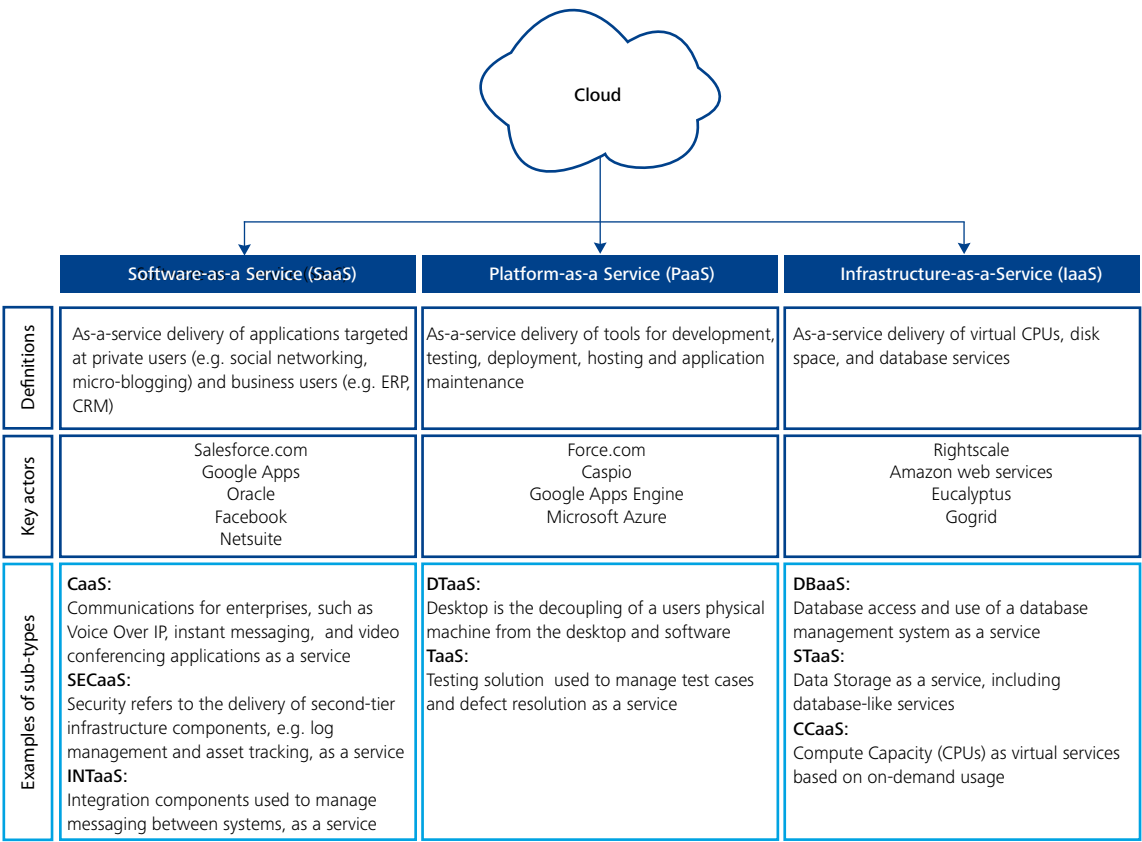 Cloud
Software-as-a Service (SaaS)
Platform-as-a Service (PaaS)
Infrastructure-as-a-Service (IaaS)
Definitions
As-a-service delivery of applications targeted
at private users (e.g. social networking,
micro-blogging) and business users (e.g. ERP,
CRM)
As-a-service delivery of tools for development,
testing, deployment, hosting and application
maintenance
As-a-service delivery of virtual CPUs, disk
space, and database services
Key actors
Salesforce.com
Google Apps
Oracle
Facebook
Netsuite
Force.com
Caspio
Google Apps Engine
Microsoft Azure
Rightscale
Amazon web services
Eucalyptus
Gogrid
Examples of sub-types
CaaS:
Communications for enterprises, such as
Voice Over IP, instant messaging, and video
conferencing applications as a service
SECaaS:
Security refers to the delivery of second-tier
infrastructure components, e.g. log
management and asset tracking, as a service
INTaaS:
Integration components used to manage
messaging between systems, as a service
DTaaS:
Desktop is the decoupling of a users physical
machine from the desktop and software
TaaS:
Testing solution used to manage test cases
and defect resolution as a service
DBaaS:
Database access and use of a database
management system as a service
STaaS:
Data Storage as a service, including
database-like services
CCaaS:
Compute Capacity (CPUs) as virtual services
based on on-demand usage